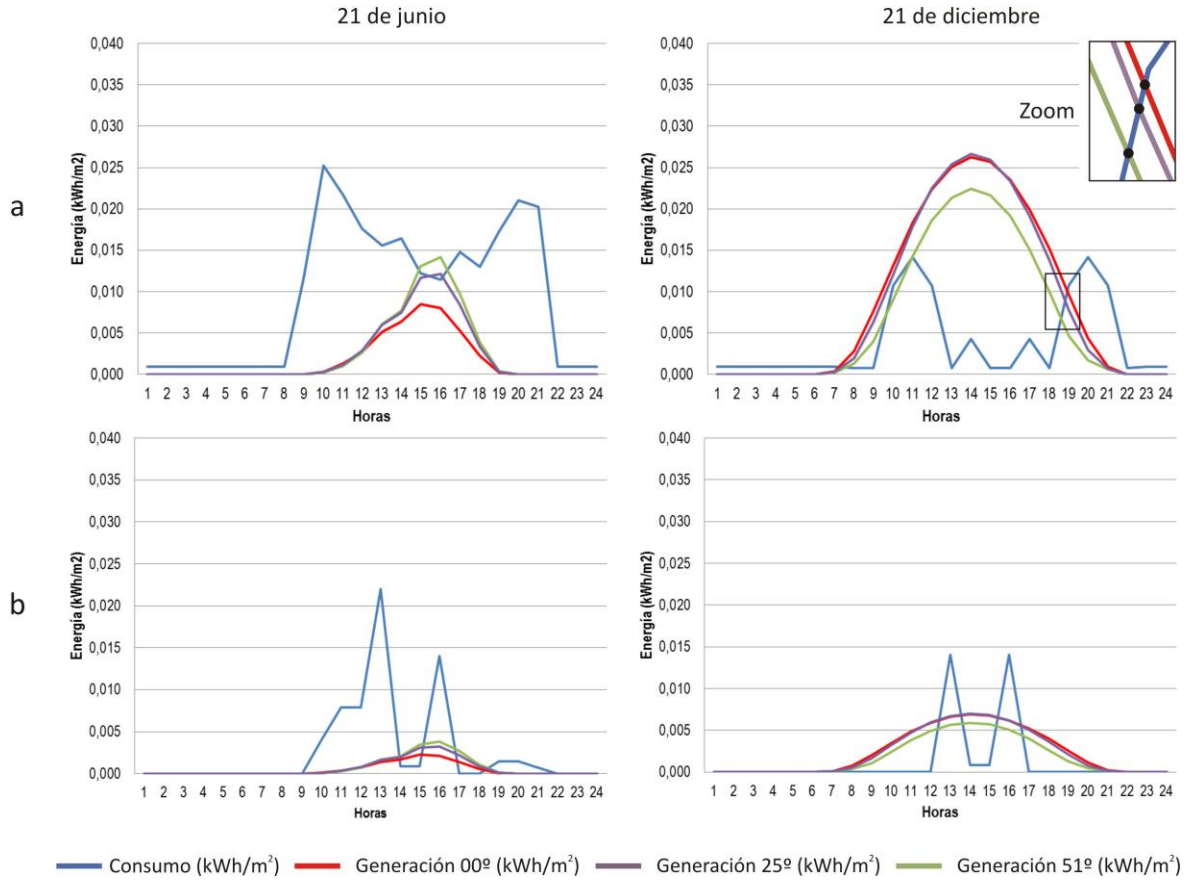 21 de junio
21 de diciembre
a
Energía (kWh/m2)
0,040
0,035
0,030
0,025
0,020
0,015
0,010
0,005
0,000
1 2 3 4 5 6 7 8 9 10 11 12 13 14 15 16 17 18 19 20 21 22 23 24
Horas
Energía (kWh/m2)
0,040
0,035
0,030
0,025
0,020
0,015
0,010
0,005
0,000
Zoom
1 2 3 4 5 6 7 8 9 10 11 12 13 14 15 16 17 18 19 20 21 22 23 24
Horas
b
Energía (kWh/m2)
0,040
0,035
0,030
0,025
0,020
0,015
0,010
0,005
0,000
1 2 3 4 5 6 7 8 9 10 11 12 13 14 15 16 17 18 19 20 21 22 23 24
Horas
Energía (kWh/m2)
0,040
0,035
0,030
0,025
0,020
0,015
0,010
0,005
0,000
1 2 3 4 5 6 7 8 9 10 11 12 13 14 15 16 17 18 19 20 21 22 23 24
Horas
Consumo (kWh/m²) Generación 00º (kWh/m²) Generación 25º (kWh/m²) Generación 51º (kWh/m²)